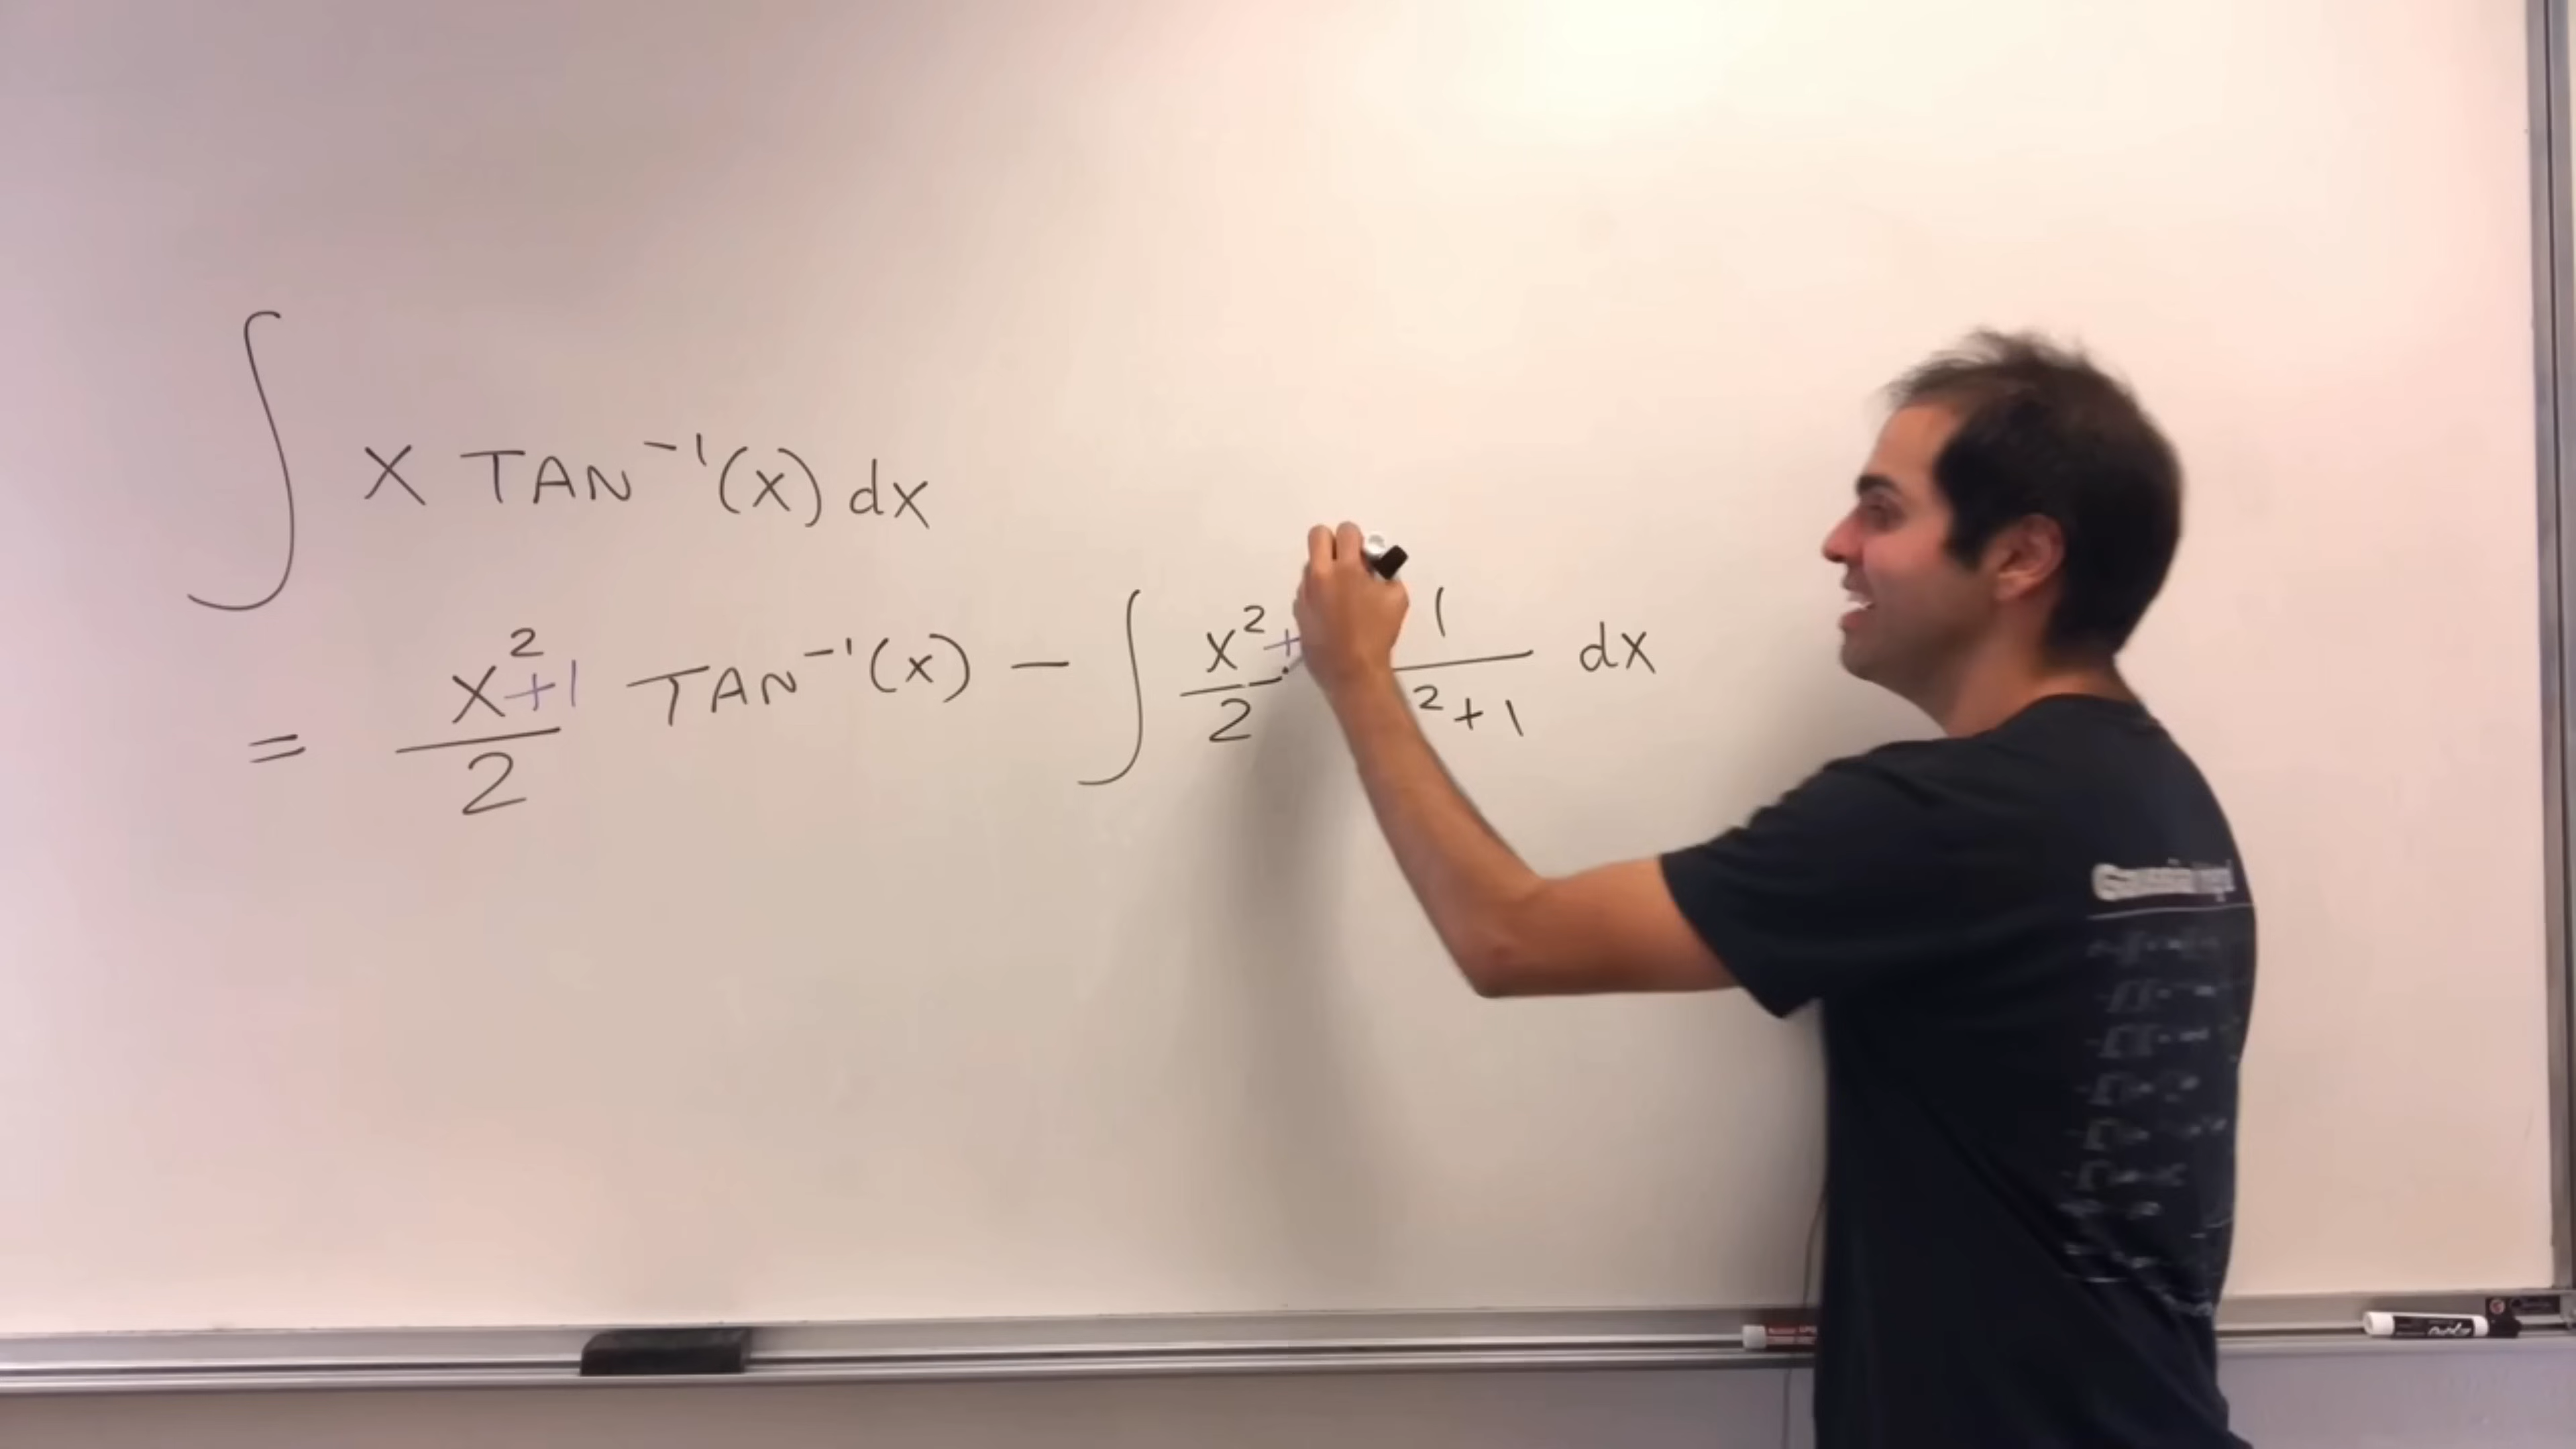 ∫ x TAN⁻¹(x) dx
= (x²+1)/2 TAN⁻¹(x) − ∫ (x²+)/2 · 1/(²+1) dx